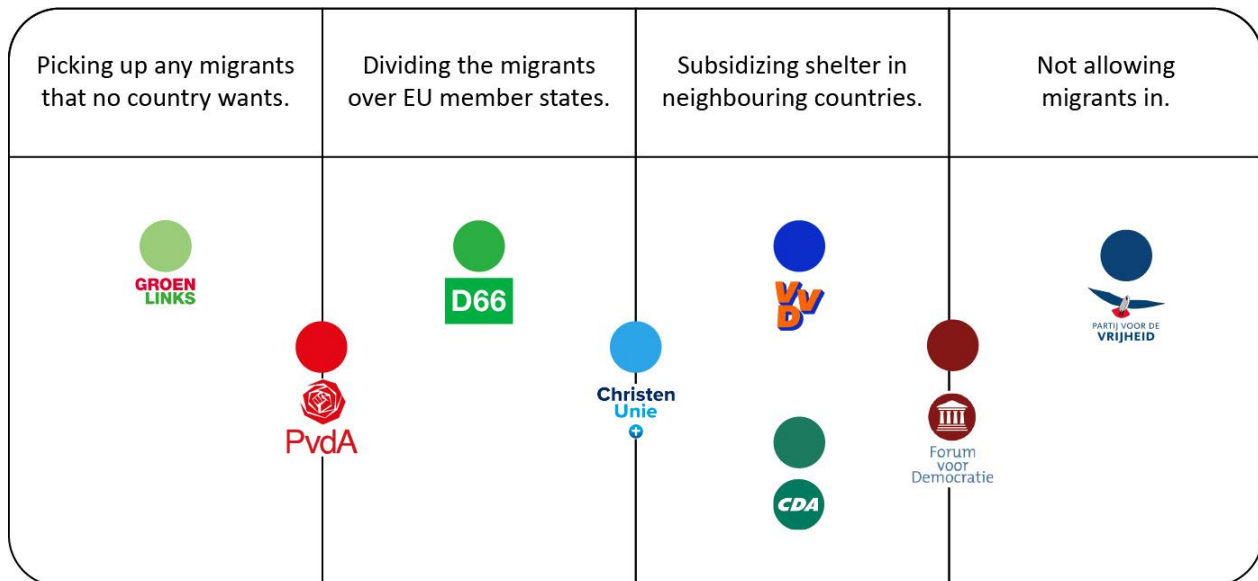 Picking up any migrants
that no country wants.
Dividing the migrants
over EU member states.
Subsidizing shelter in
neighbouring countries.
Not allowing
migrants in.
GROEN
LINKS
D66
VVD
PARTIJ VOOR DE
VRIJHEID
PvdA
Christen
Unie
CDA
Forum
voor
Democratie